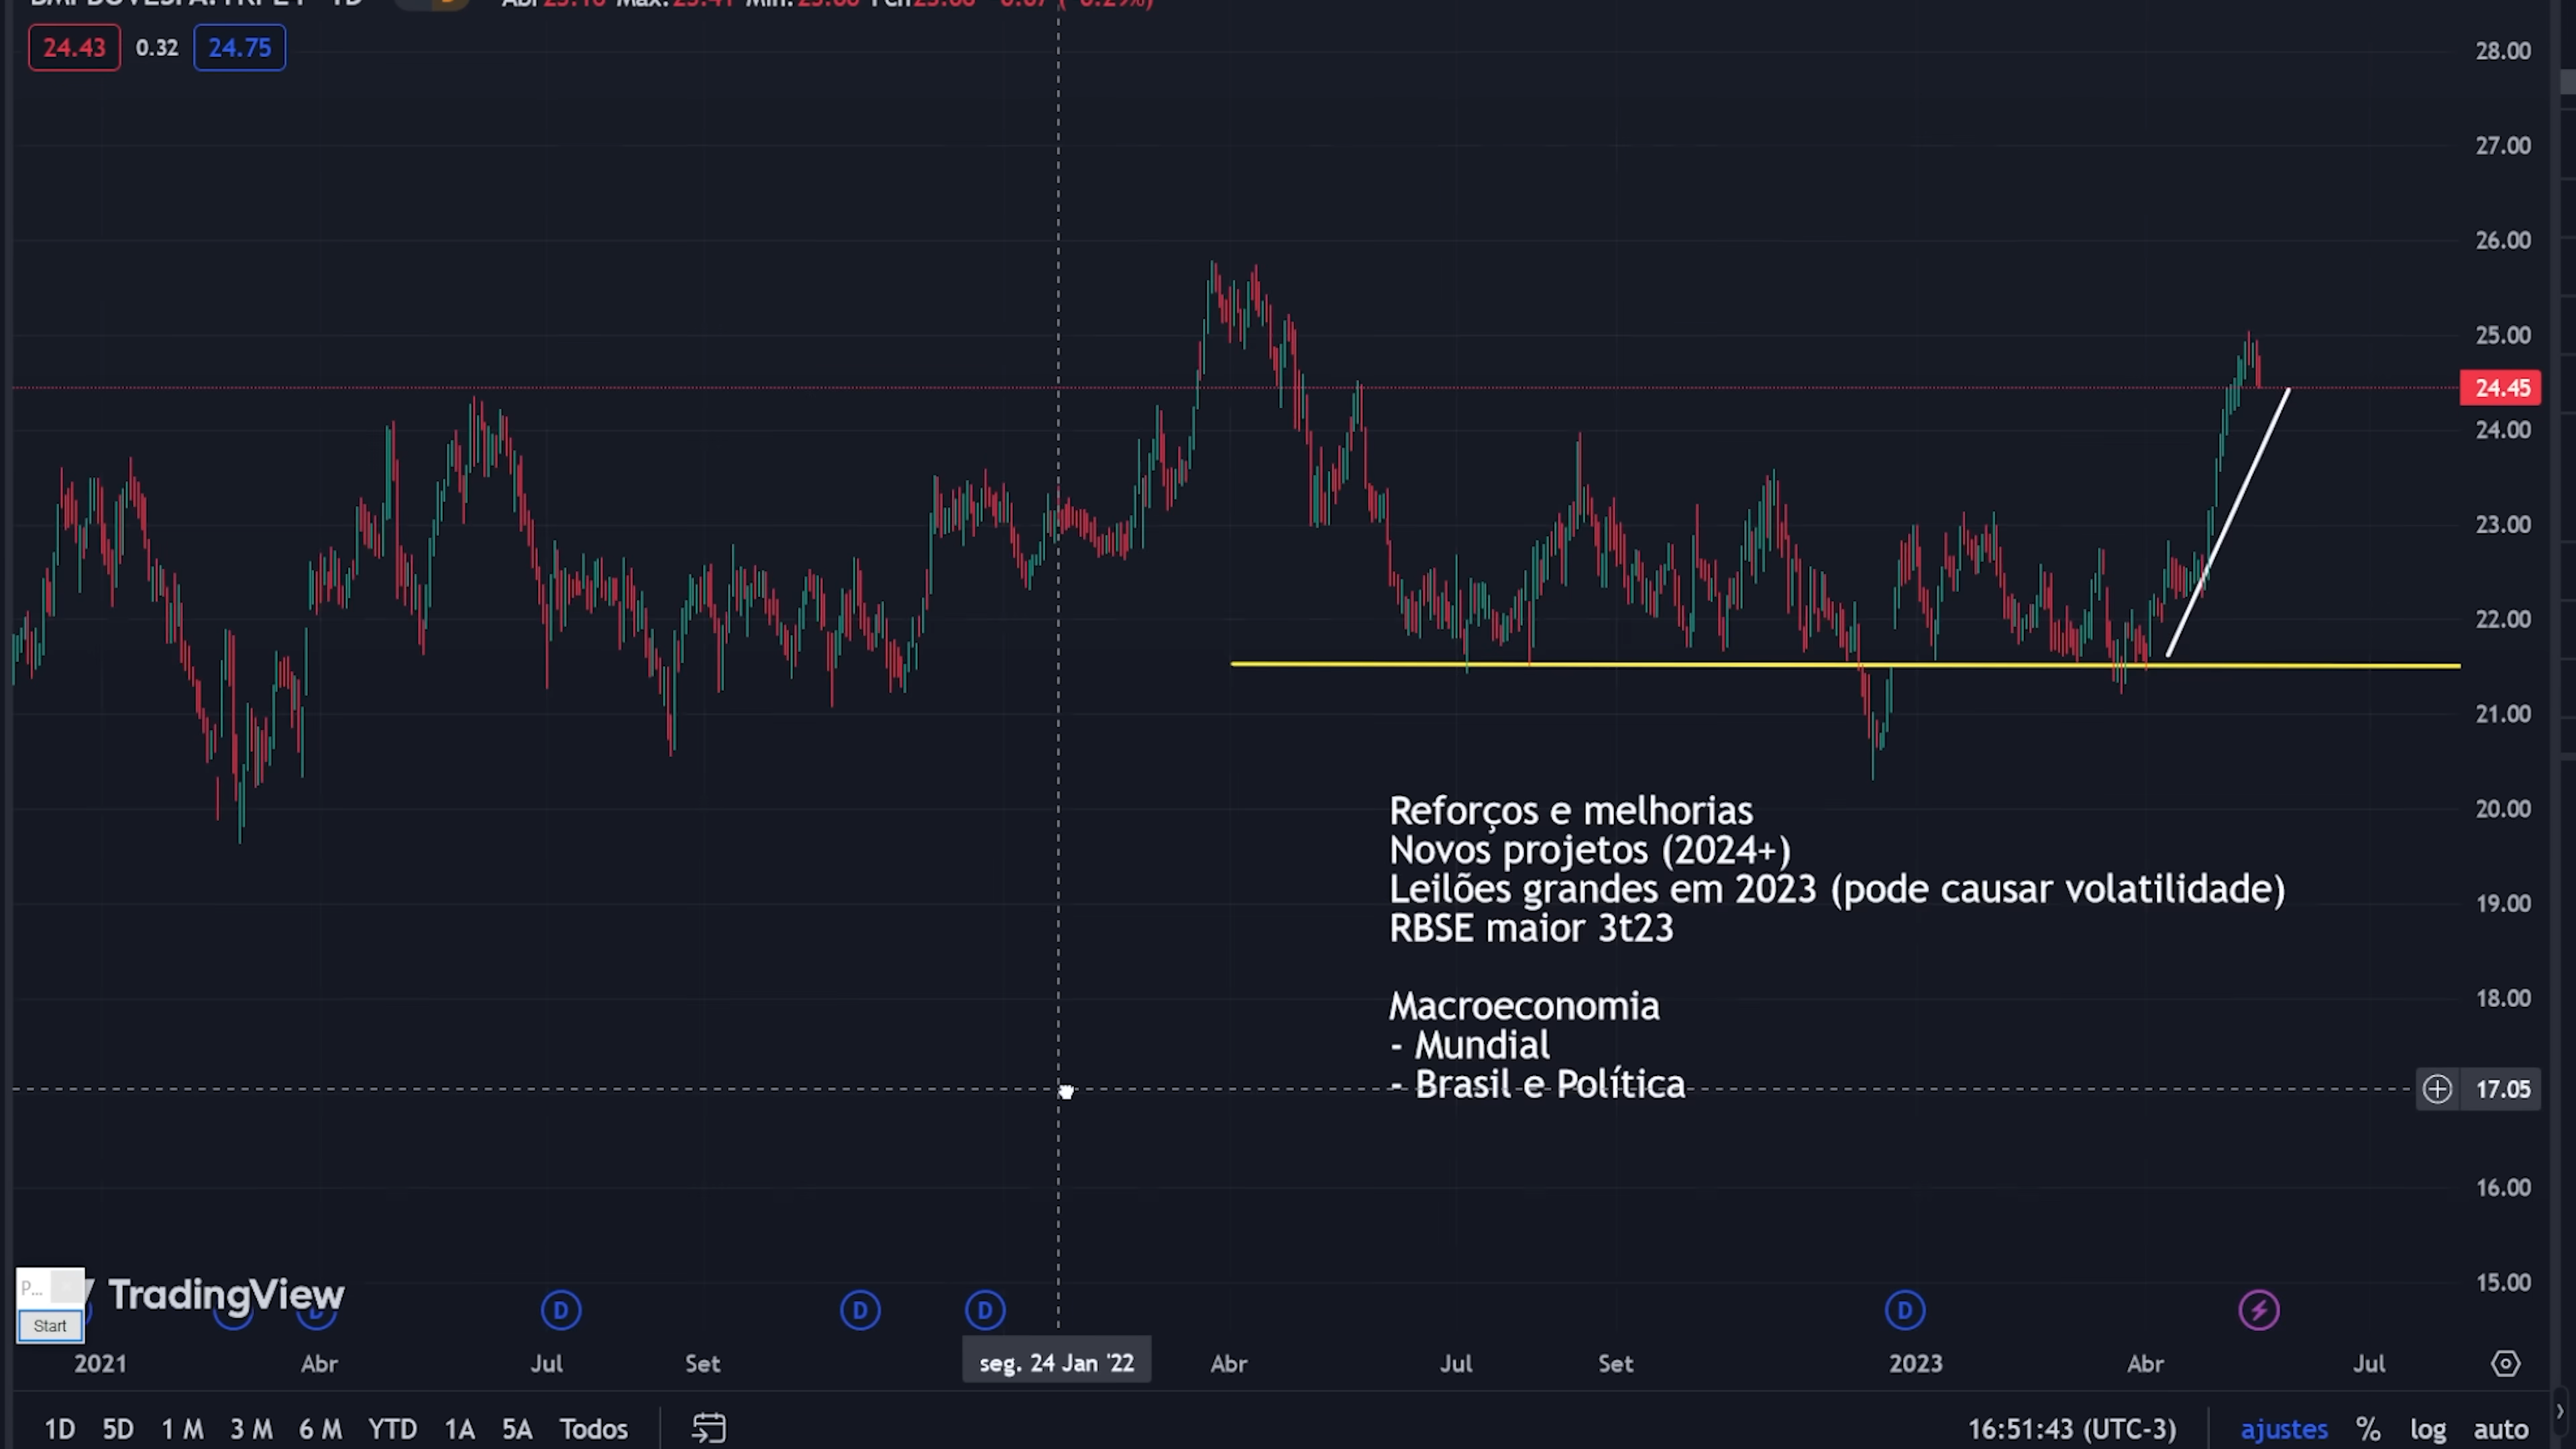 24.43 0.32 24.75
28.00
27.00
26.00
25.00
24.45
24.00
23.00
22.00
21.00
20.00
19.00
18.00
17.05
16.00
15.00
Reforços e melhorias
Novos projetos (2024+)
Leilões grandes em 2023 (pode causar volatilidade)
RBSE maior 3t23
Macroeconomia
- Mundial
- Brasil e Política
P...
TradingView
Start
D D D D D
2021 Abr Jul Set seg. 24 Jan '22 Abr Jul Set 2023 Abr Jul
1D 5D 1 M 3 M 6 M YTD 1A 5A Todos 16:51:43 (UTC-3) ajustes % log auto